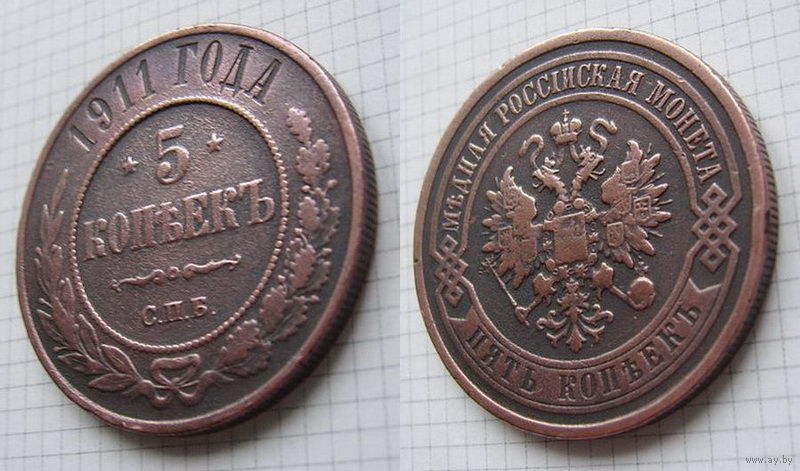 1911 ГОДА
5
КОПѢЕКЪ
С.П.Б.
МѢДНАЯ РОССІЙСКАЯ МОНЕТА
ПЯТЬ КОПѢЕКЪ
www.ay.by